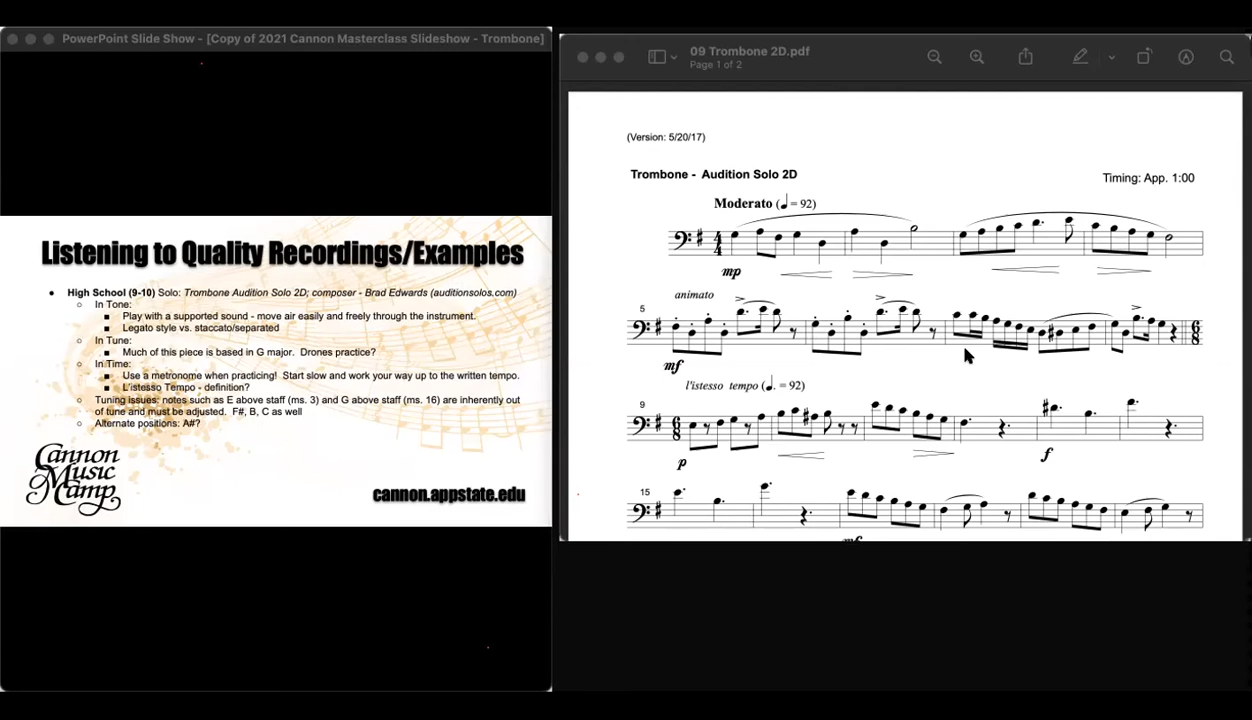 PowerPoint Slide Show - [Copy of 2021 Cannon Masterclass Slideshow - Trombone]
Listening to Quality Recordings/Examples
• High School (9-10) Solo: Trombone Audition Solo 2D; composer - Brad Edwards (auditionsolos.com)
○ In Tone:
■ Play with a supported sound - move air easily and freely through the instrument.
■ Legato style vs. staccato/separated
○ In Tune:
■ Much of this piece is based in G major. Drones practice?
○ In Time:
■ Use a metronome when practicing! Start slow and work your way up to the written tempo.
■ L'istesso Tempo - definition?
○ Tuning issues: notes such as E above staff (ms. 3) and G above staff (ms. 16) are inherently out
of tune and must be adjusted. F#, B, C as well
○ Alternate positions: A#?
Cannon
Music
Camp
cannon.appstate.edu
09 Trombone 2D.pdf
Page 1 of 2
(Version: 5/20/17)
Trombone - Audition Solo 2D
Timing: App. 1:00
Moderato (♩ = 92)
4
4
mp
animato
5
6
8
mf
l'istesso tempo (♩. = 92)
9
6
8
p
f
15
mf